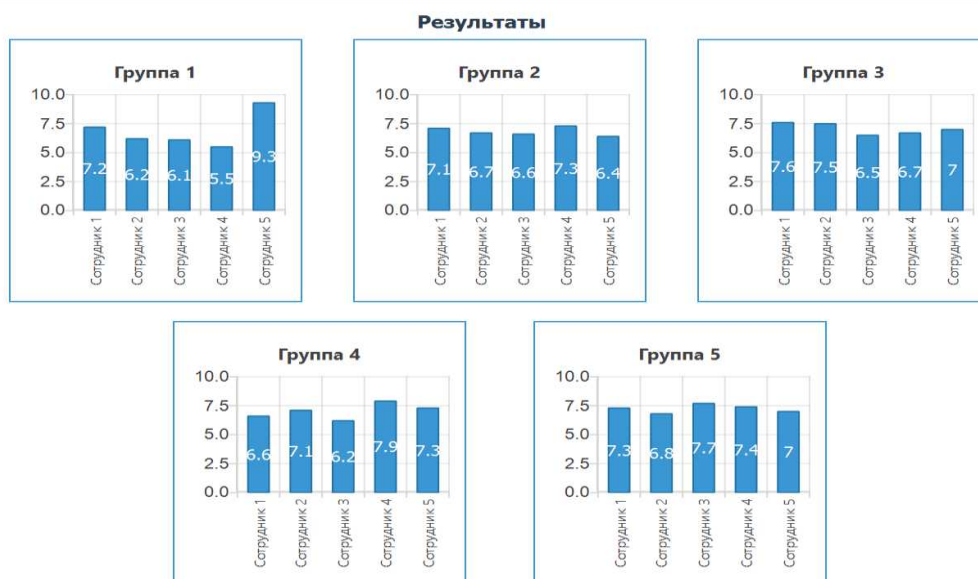 Результаты
Группа 1
10.0
7.5
5.0
2.5
0.0
7.2
6.2
6.1
5.5
9.3
Сотрудник 1
Сотрудник 2
Сотрудник 3
Сотрудник 4
Сотрудник 5
Группа 2
10.0
7.5
5.0
2.5
0.0
7.1
6.7
6.6
7.3
6.4
Сотрудник 1
Сотрудник 2
Сотрудник 3
Сотрудник 4
Сотрудник 5
Группа 3
10.0
7.5
5.0
2.5
0.0
7.6
7.5
6.5
6.7
7
Сотрудник 1
Сотрудник 2
Сотрудник 3
Сотрудник 4
Сотрудник 5
Группа 4
10.0
7.5
5.0
2.5
0.0
6.6
7.1
6.2
7.9
7.3
Сотрудник 1
Сотрудник 2
Сотрудник 3
Сотрудник 4
Сотрудник 5
Группа 5
10.0
7.5
5.0
2.5
0.0
7.3
6.8
7.7
7.4
7
Сотрудник 1
Сотрудник 2
Сотрудник 3
Сотрудник 4
Сотрудник 5